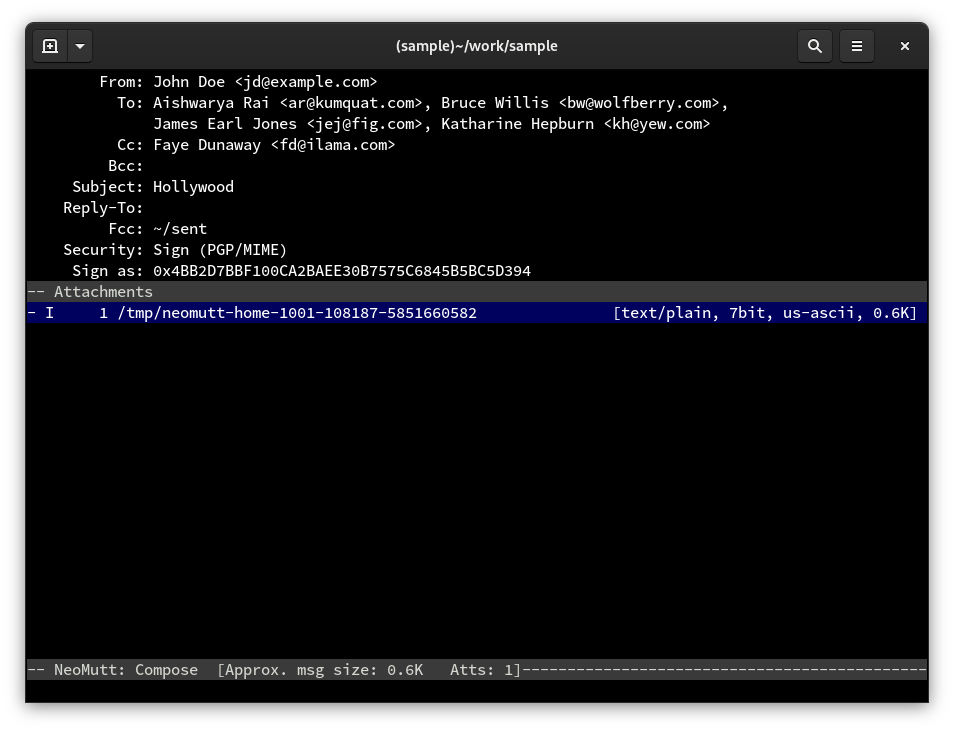 (sample)~/work/sample
From: John Doe <jd@example.com>
To: Aishwarya Rai <ar@kumquat.com>, Bruce Willis <bw@wolfberry.com>,
James Earl Jones <jej@fig.com>, Katharine Hepburn <kh@yew.com>
Cc: Faye Dunaway <fd@ilama.com>
Bcc:
Subject: Hollywood
Reply-To:
Fcc: ~/sent
Security: Sign (PGP/MIME)
Sign as: 0x4BB2D7BBF100CA2BAEE30B7575C6845B5BC5D394
-- Attachments
- I     1 /tmp/neomutt-home-1001-108187-5851660582               [text/plain, 7bit, us-ascii, 0.6K]
-- NeoMutt: Compose  [Approx. msg size: 0.6K   Atts: 1]---------------------------------------------